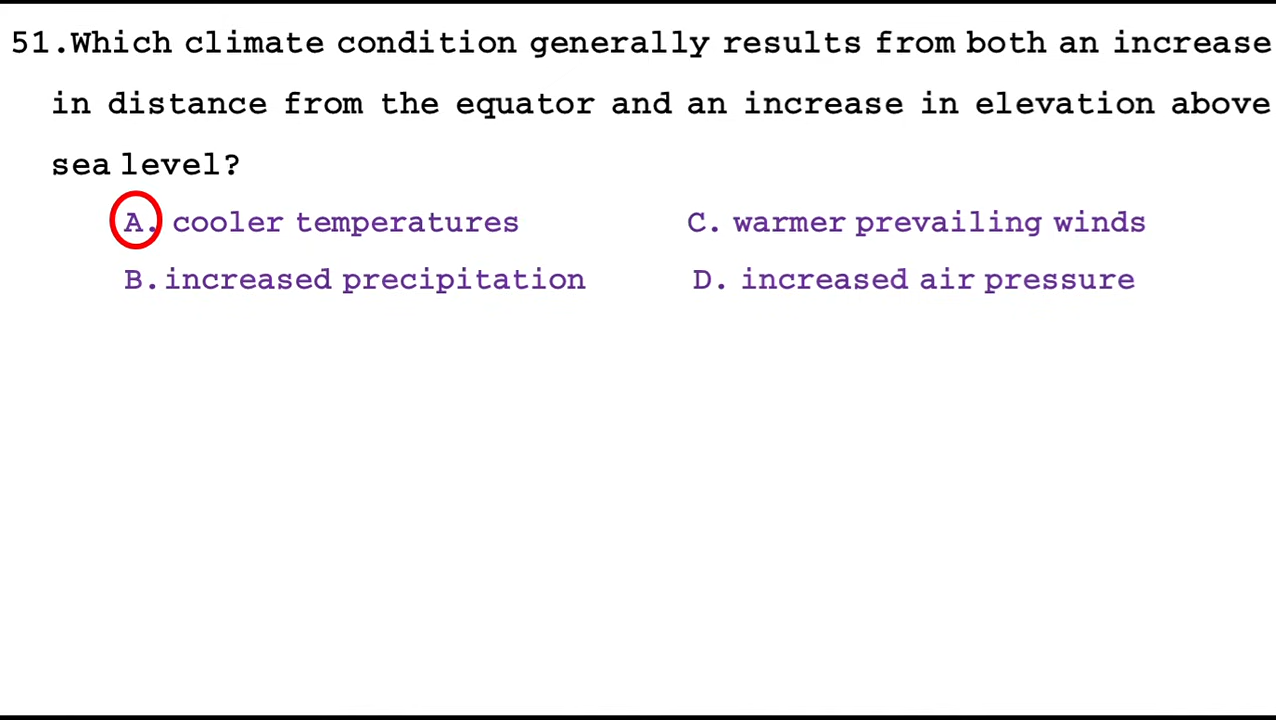 51.Which climate condition generally results from both an increase
in distance from the equator and an increase in elevation above
sea level?
A. cooler temperatures
C. warmer prevailing winds
B. increased precipitation
D. increased air pressure